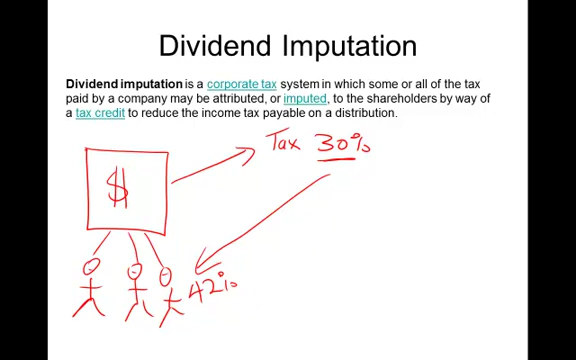 Dividend Imputation
Dividend imputation is a corporate tax system in which some or all of the tax
paid by a company may be attributed, or imputed, to the shareholders by way of
a tax credit to reduce the income tax payable on a distribution.
Tax 30%
$
42%